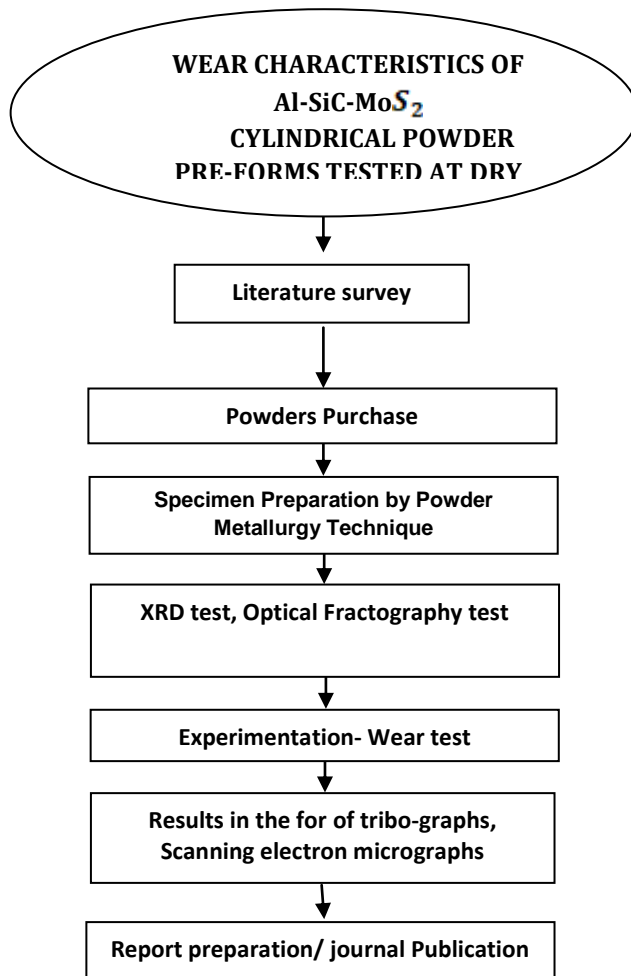 WEAR CHARACTERISTICS OF
Al-SiC-MoS₂
CYLINDRICAL POWDER
PRE-FORMS TESTED AT DRY
Literature survey
Powders Purchase
Specimen Preparation by Powder
Metallurgy Technique
XRD test, Optical Fractography test
Experimentation- Wear test
Results in the for of tribo-graphs,
Scanning electron micrographs
Report preparation/ journal Publication